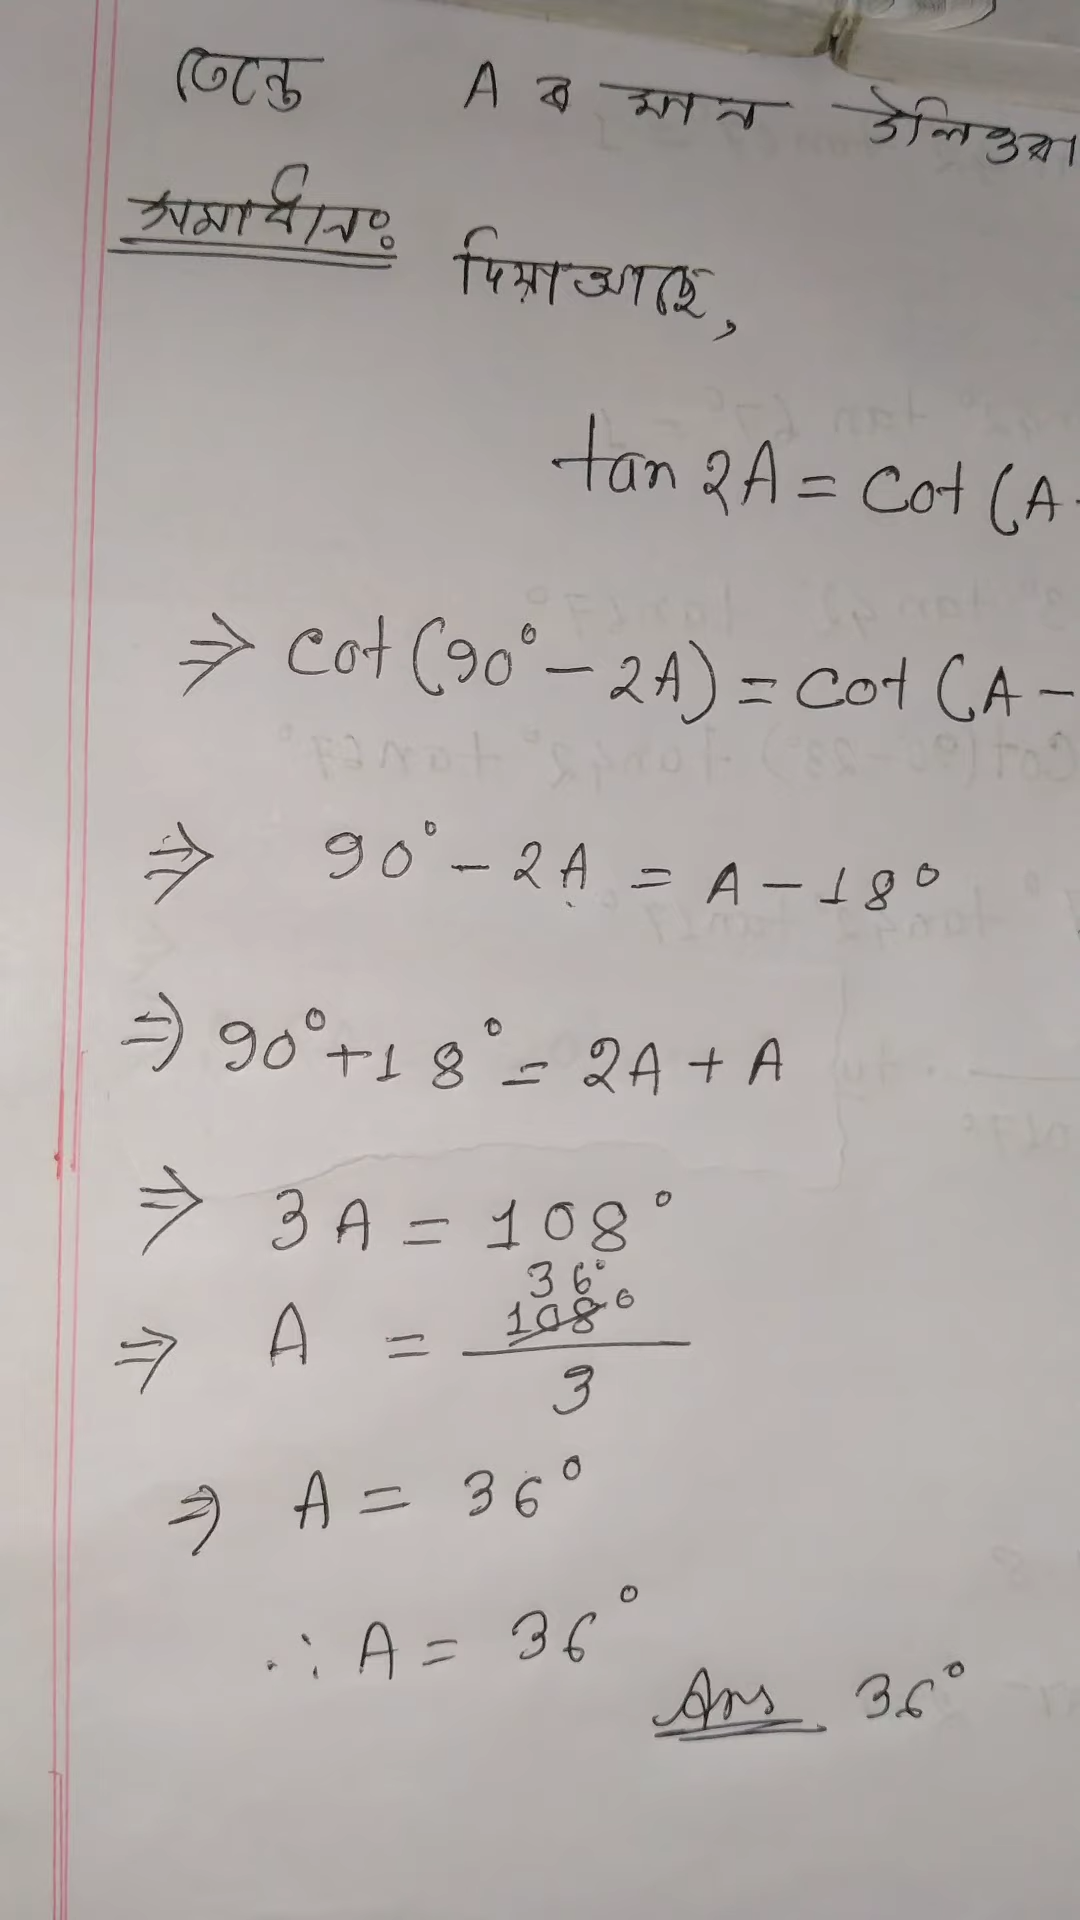 তেন্তে A ৰ মান উলিওৱা
সমাধানঃ দিয়া আছে,
tan 2A = Cot (A -
⇒ Cot (90° - 2A) = Cot (A -
⇒ 90° - 2A = A - 18°
⇒ 90° + 18° = 2A + A
⇒ 3A = 108°
36°
⇒ A = 108° / 3
⇒ A = 36°
∴ A = 36°
Ans. 36°